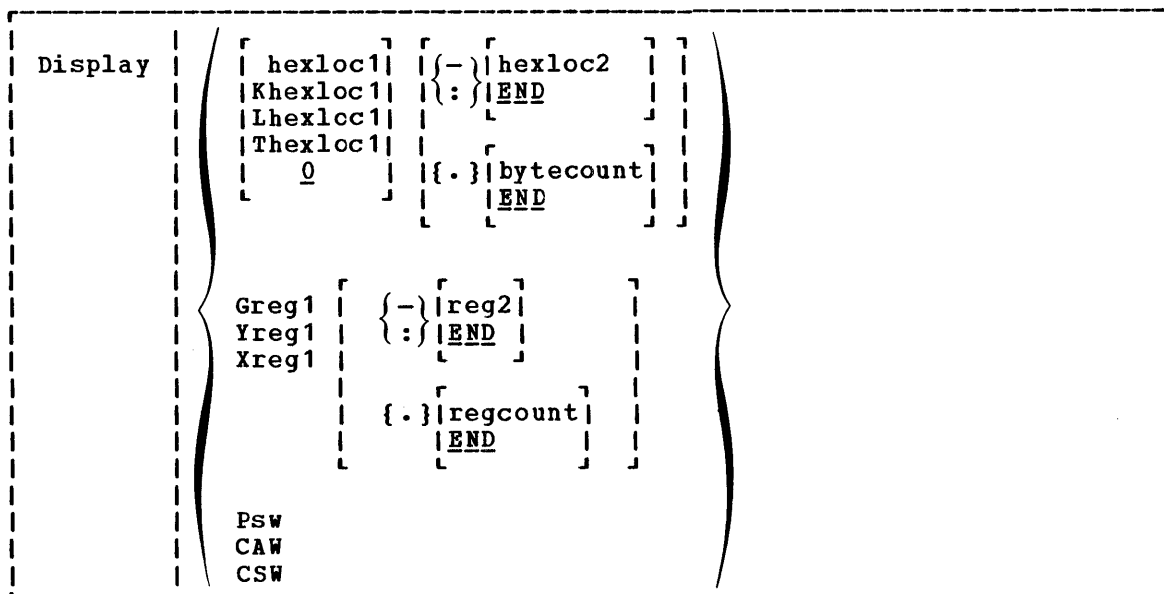 Display hexloc1 {-} hexloc2
Khexloc1 {:} END
Lhexlcc1
Thexloc1
0 {.} bytecount
END
Greg1 {-} reg2
Yreg1 {:} END
Xreg1
{.} regcount
END
Psw
CAW
CSW